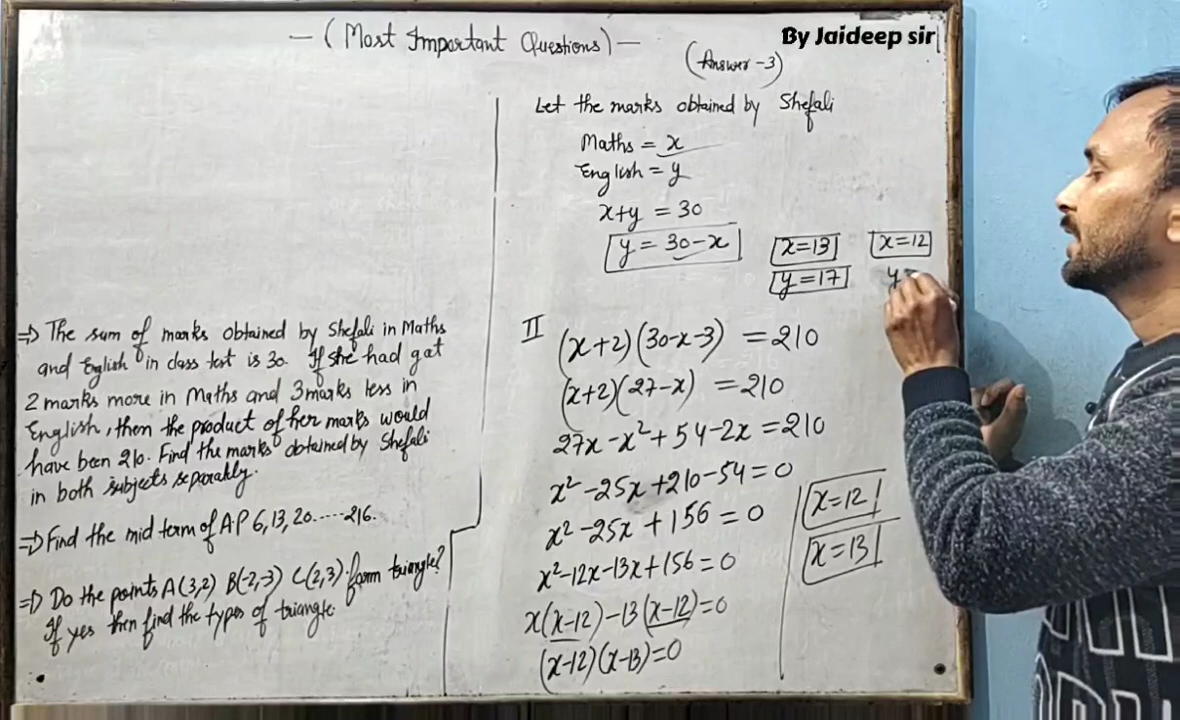 — (Most Important Questions) —
By Jaideep sir
(Answer -3)
⇒ The sum of marks obtained by Shefali in Maths
and English in class test is 30. If she had got
2 marks more in Maths and 3 marks less in
English, then the product of her marks would
have been 210. Find the marks obtained by Shefali
in both subjects separately.
⇒ Find the mid term of A.P 6, 13, 20.....216.
⇒ Do the points A(3,2) B(-2,-3) C(2,3) form triangle?
If yes then find the types of triangle.
Let the marks obtained by Shefali
Maths = x
English = y
x+y = 30
y = 30-x
x=13
y=17
x=12
y=
II
(x+2)(30-x-3) = 210
(x+2)(27-x) = 210
27x - x² + 54 - 2x = 210
x² - 25x + 210 - 54 = 0
x² - 25x + 156 = 0
x² - 12x - 13x + 156 = 0
x(x-12) - 13(x-12) = 0
(x-12)(x-13) = 0
x=12
x=13